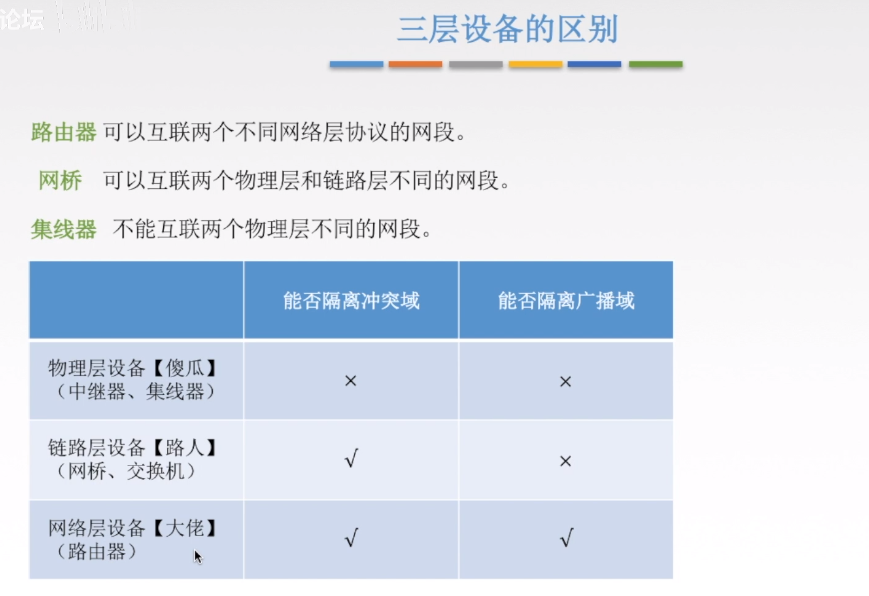 论坛
三层设备的区别
路由器 可以互联两个不同网络层协议的网段。
网桥 可以互联两个物理层和链路层不同的网段。
集线器 不能互联两个物理层不同的网段。
能否隔离冲突域 能否隔离广播域
物理层设备【傻瓜】
（中继器、集线器） × ×
链路层设备【路人】
（网桥、交换机） √ ×
网络层设备【大佬】
（路由器） √ √